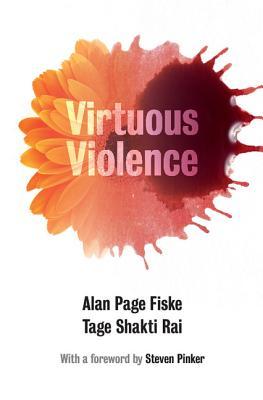 Virtuous
Violence
Alan Page Fiske
Tage Shakti Rai
With a foreword by Steven Pinker